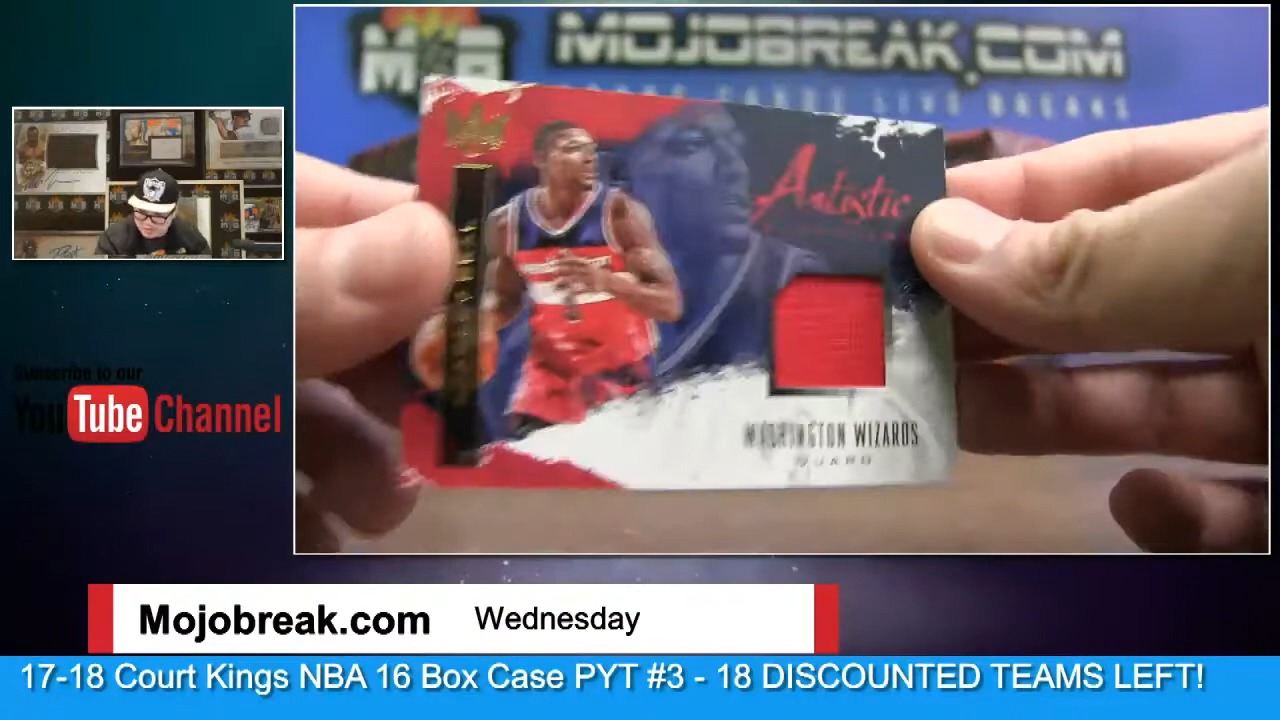 MOJOBREAK.COM
Artistic
WASHINGTON WIZARDS
GUARD
Subscribe to our
YouTube Channel
Mojobreak.com Wednesday
17-18 Court Kings NBA 16 Box Case PYT #3 - 18 DISCOUNTED TEAMS LEFT!